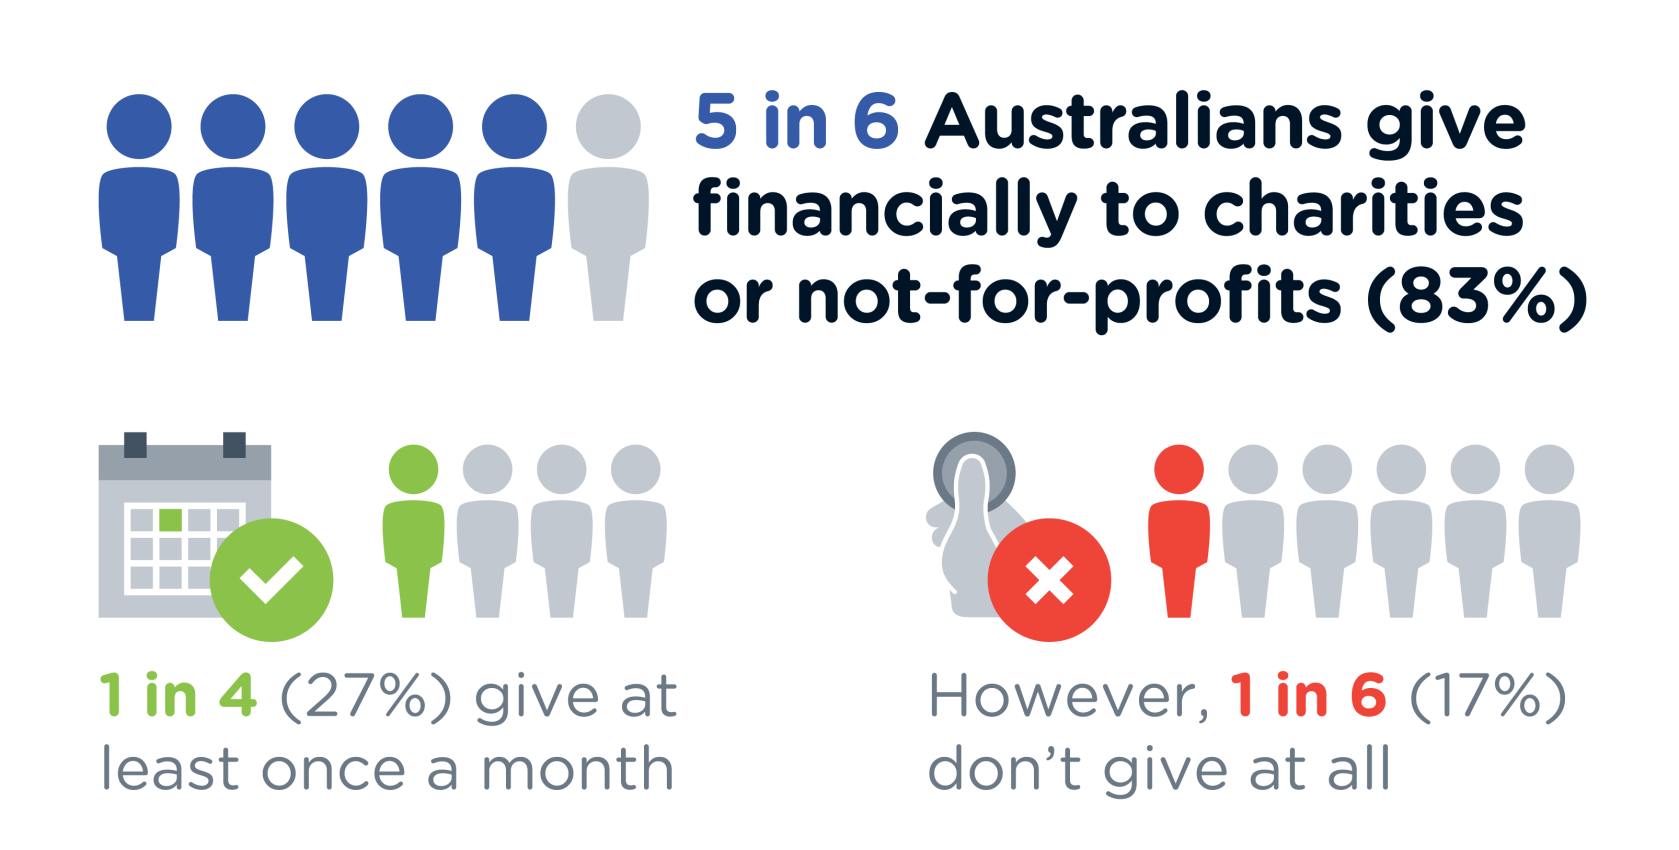 5 in 6 Australians give
financially to charities
or not-for-profits (83%)
1 in 4 (27%) give at
least once a month
However, 1 in 6 (17%)
don’t give at all